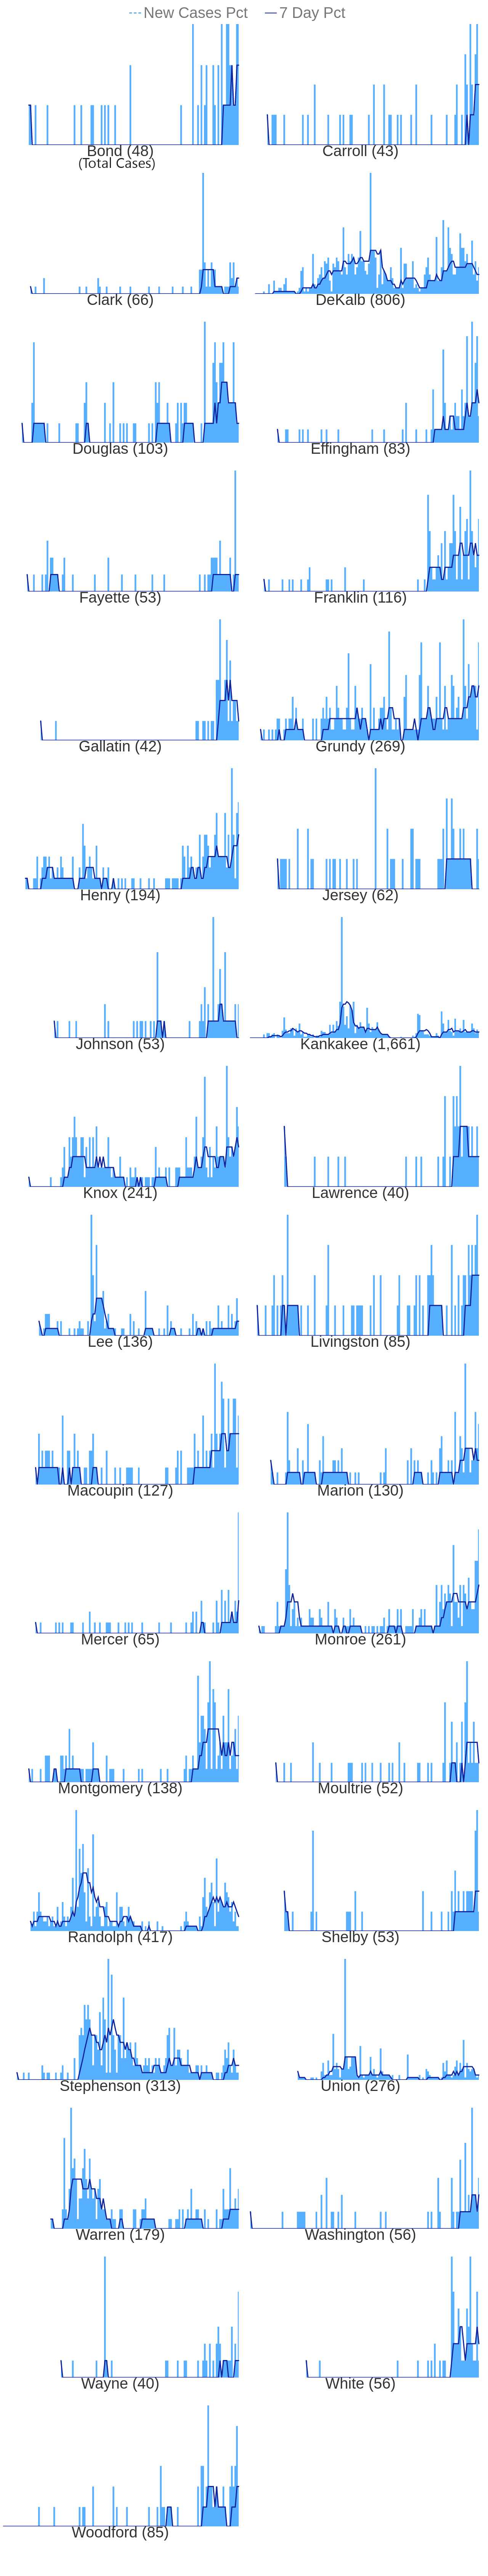 New Cases Pct 7 Day Pct
Bond (48) Carroll (43)
(Total Cases)
Clark (66) DeKalb (806)
Douglas (103) Effingham (83)
Fayette (53) Franklin (116)
Gallatin (42) Grundy (269)
Henry (194) Jersey (62)
Johnson (53) Kankakee (1,661)
Knox (241) Lawrence (40)
Lee (136) Livingston (85)
Macoupin (127) Marion (130)
Mercer (65) Monroe (261)
Montgomery (138) Moultrie (52)
Randolph (417) Shelby (53)
Stephenson (313) Union (276)
Warren (179) Washington (56)
Wayne (40) White (56)
Woodford (85)